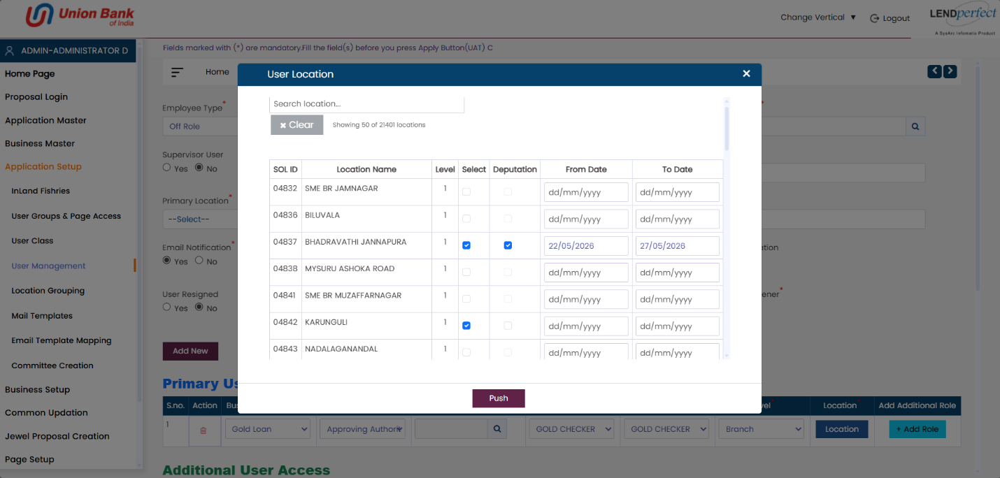 Union Bank
of India
Change Vertical ▼
Logout
LENDperfect
A SysArc Infomatix Product
ADMIN-ADMINISTRATOR D
Fields marked with (*) are mandatory.Fill the field(s) before you press Apply Button(UAT) C
Home Page
Proposal Login
Application Master
Business Master
Application Setup
InLand Fishries
User Groups & Page Access
User Class
User Management
Location Grouping
Mail Templates
Email Template Mapping
Committee Creation
Business Setup
Common Updation
Jewel Proposal Creation
Page Setup
Home
Employee Type*
Off Role
Supervisor User
Yes No
Primary Location*
--Select--
Email Notification*
Yes No
User Resigned
Yes No
Add New
User Location
Search location...
✖ Clear Showing 50 of 21401 locations
SOL ID Location Name Level Select Deputation From Date To Date
04832 SME BR JAMNAGAR 1 dd/mm/yyyy dd/mm/yyyy
04836 BILUVALA 1 dd/mm/yyyy dd/mm/yyyy
04837 BHADRAVATHI JANNAPURA 1 22/05/2026 27/05/2026
04838 MYSURU ASHOKA ROAD 1 dd/mm/yyyy dd/mm/yyyy
04841 SME BR MUZAFFARNAGAR 1 dd/mm/yyyy dd/mm/yyyy
04842 KARUNGULI 1 dd/mm/yyyy dd/mm/yyyy
04843 NADALAGANANDAL 1 dd/mm/yyyy dd/mm/yyyy
Push
Primary
S.no. Action Location Add Additional Role
1 Gold Loan Approving Authorit GOLD CHECKER GOLD CHECKER Branch Location + Add Role
Additional User Access